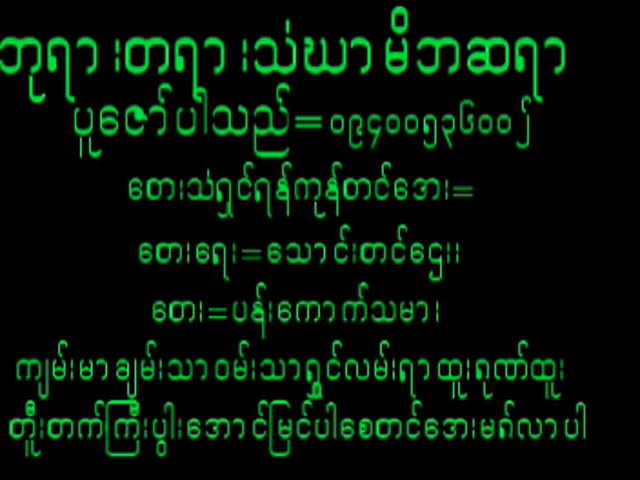 ဘုရား တရား သံဃာ မိဘဆရာ
ပူဇော်ပါသည်=၀၉၄၀၀၅၃၆၀၀၂်
တေးသံရှင်ရန်ကုန်တင်အေး=
တေးရေး=သောင်းတင်ဌေး၊
တေး=ပန်းကောက်သမား
ကျမ်းမာချမ်းသာဝမ်းသာရွှင်လမ်းရာထူးဂုဏ်ထူး
တိူးတက်ကြီးပွါးအောင်မြင်ပါစေတင်အေးမင်္ဂလာပါ